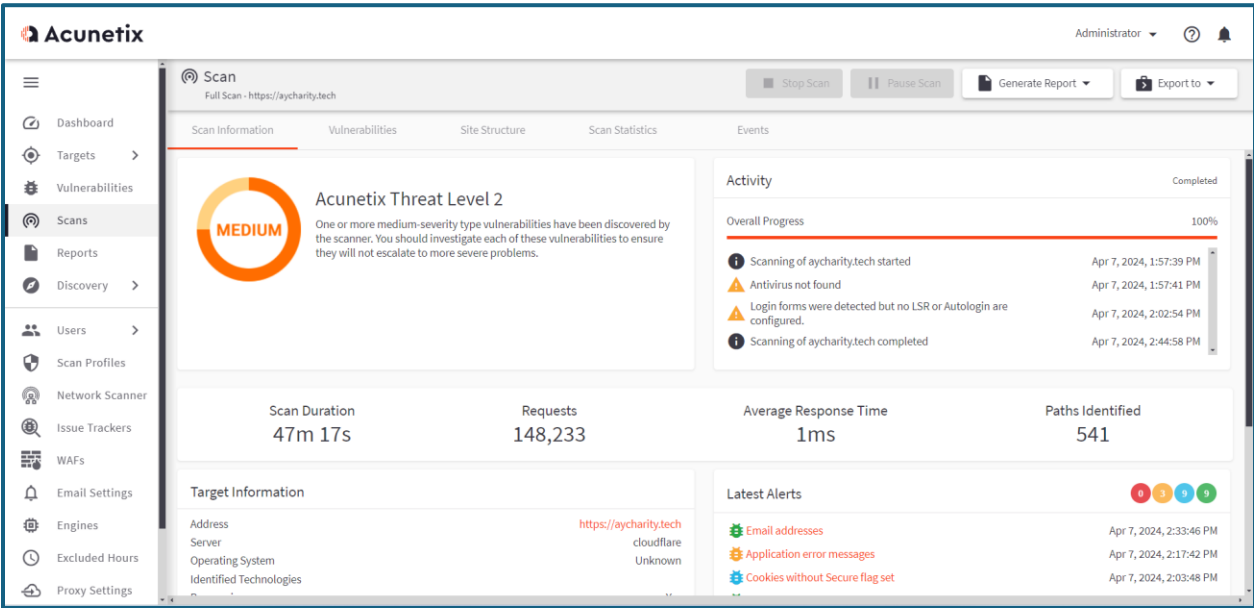 Acunetix
Administrator
Dashboard
Targets
Vulnerabilities
Scans
Reports
Discovery
Users
Scan Profiles
Network Scanner
Issue Trackers
WAFs
Email Settings
Engines
Excluded Hours
Proxy Settings
Scan
Full Scan - https://aycharity.tech
Stop Scan
Pause Scan
Generate Report
Export to
Scan Information
Vulnerabilities
Site Structure
Scan Statistics
Events
MEDIUM
Acunetix Threat Level 2
One or more medium-severity type vulnerabilities have been discovered by
the scanner. You should investigate each of these vulnerabilities to ensure
they will not escalate to more severe problems.
Activity
Completed
Overall Progress
100%
Scanning of aycharity.tech started Apr 7, 2024, 1:57:39 PM
Antivirus not found Apr 7, 2024, 1:57:41 PM
Login forms were detected but no LSR or Autologin are
configured. Apr 7, 2024, 2:02:54 PM
Scanning of aycharity.tech completed Apr 7, 2024, 2:44:58 PM
Scan Duration
47m 17s
Requests
148,233
Average Response Time
1ms
Paths Identified
541
Target Information
Address https://aycharity.tech
Server cloudflare
Operating System Unknown
Identified Technologies
Latest Alerts
0 3 9 9
Email addresses Apr 7, 2024, 2:33:46 PM
Application error messages Apr 7, 2024, 2:17:42 PM
Cookies without Secure flag set Apr 7, 2024, 2:03:48 PM